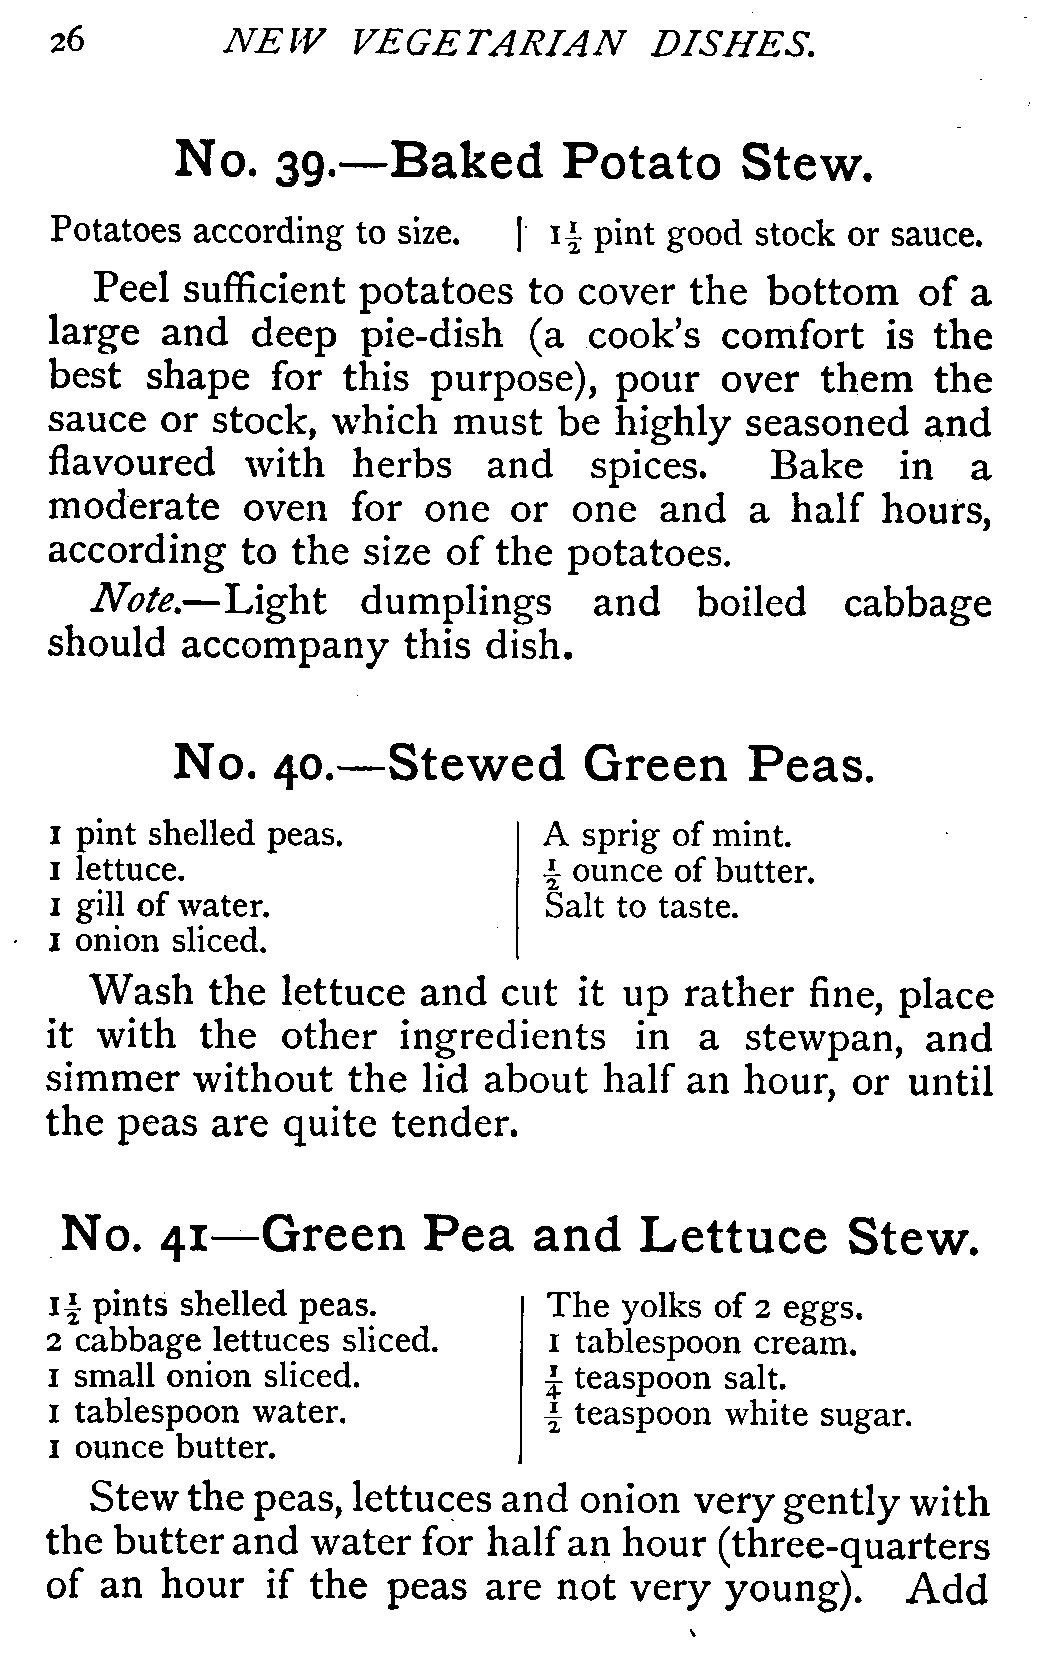 26 NEW VEGETARIAN DISHES.
No. 39.—Baked Potato Stew.
Potatoes according to size. | 1½ pint good stock or sauce.
Peel sufficient potatoes to cover the bottom of a
large and deep pie-dish (a cook's comfort is the
best shape for this purpose), pour over them the
sauce or stock, which must be highly seasoned and
flavoured with herbs and spices. Bake in a
moderate oven for one or one and a half hours,
according to the size of the potatoes.
Note.—Light dumplings and boiled cabbage
should accompany this dish.
No. 40.—Stewed Green Peas.
1 pint shelled peas.
1 lettuce.
1 gill of water.
1 onion sliced.
A sprig of mint.
½ ounce of butter.
Salt to taste.
Wash the lettuce and cut it up rather fine, place
it with the other ingredients in a stewpan, and
simmer without the lid about half an hour, or until
the peas are quite tender.
No. 41—Green Pea and Lettuce Stew.
1½ pints shelled peas.
2 cabbage lettuces sliced.
1 small onion sliced.
1 tablespoon water.
1 ounce butter.
The yolks of 2 eggs.
1 tablespoon cream.
¼ teaspoon salt.
½ teaspoon white sugar.
Stew the peas, lettuces and onion very gently with
the butter and water for half an hour (three-quarters
of an hour if the peas are not very young). Add